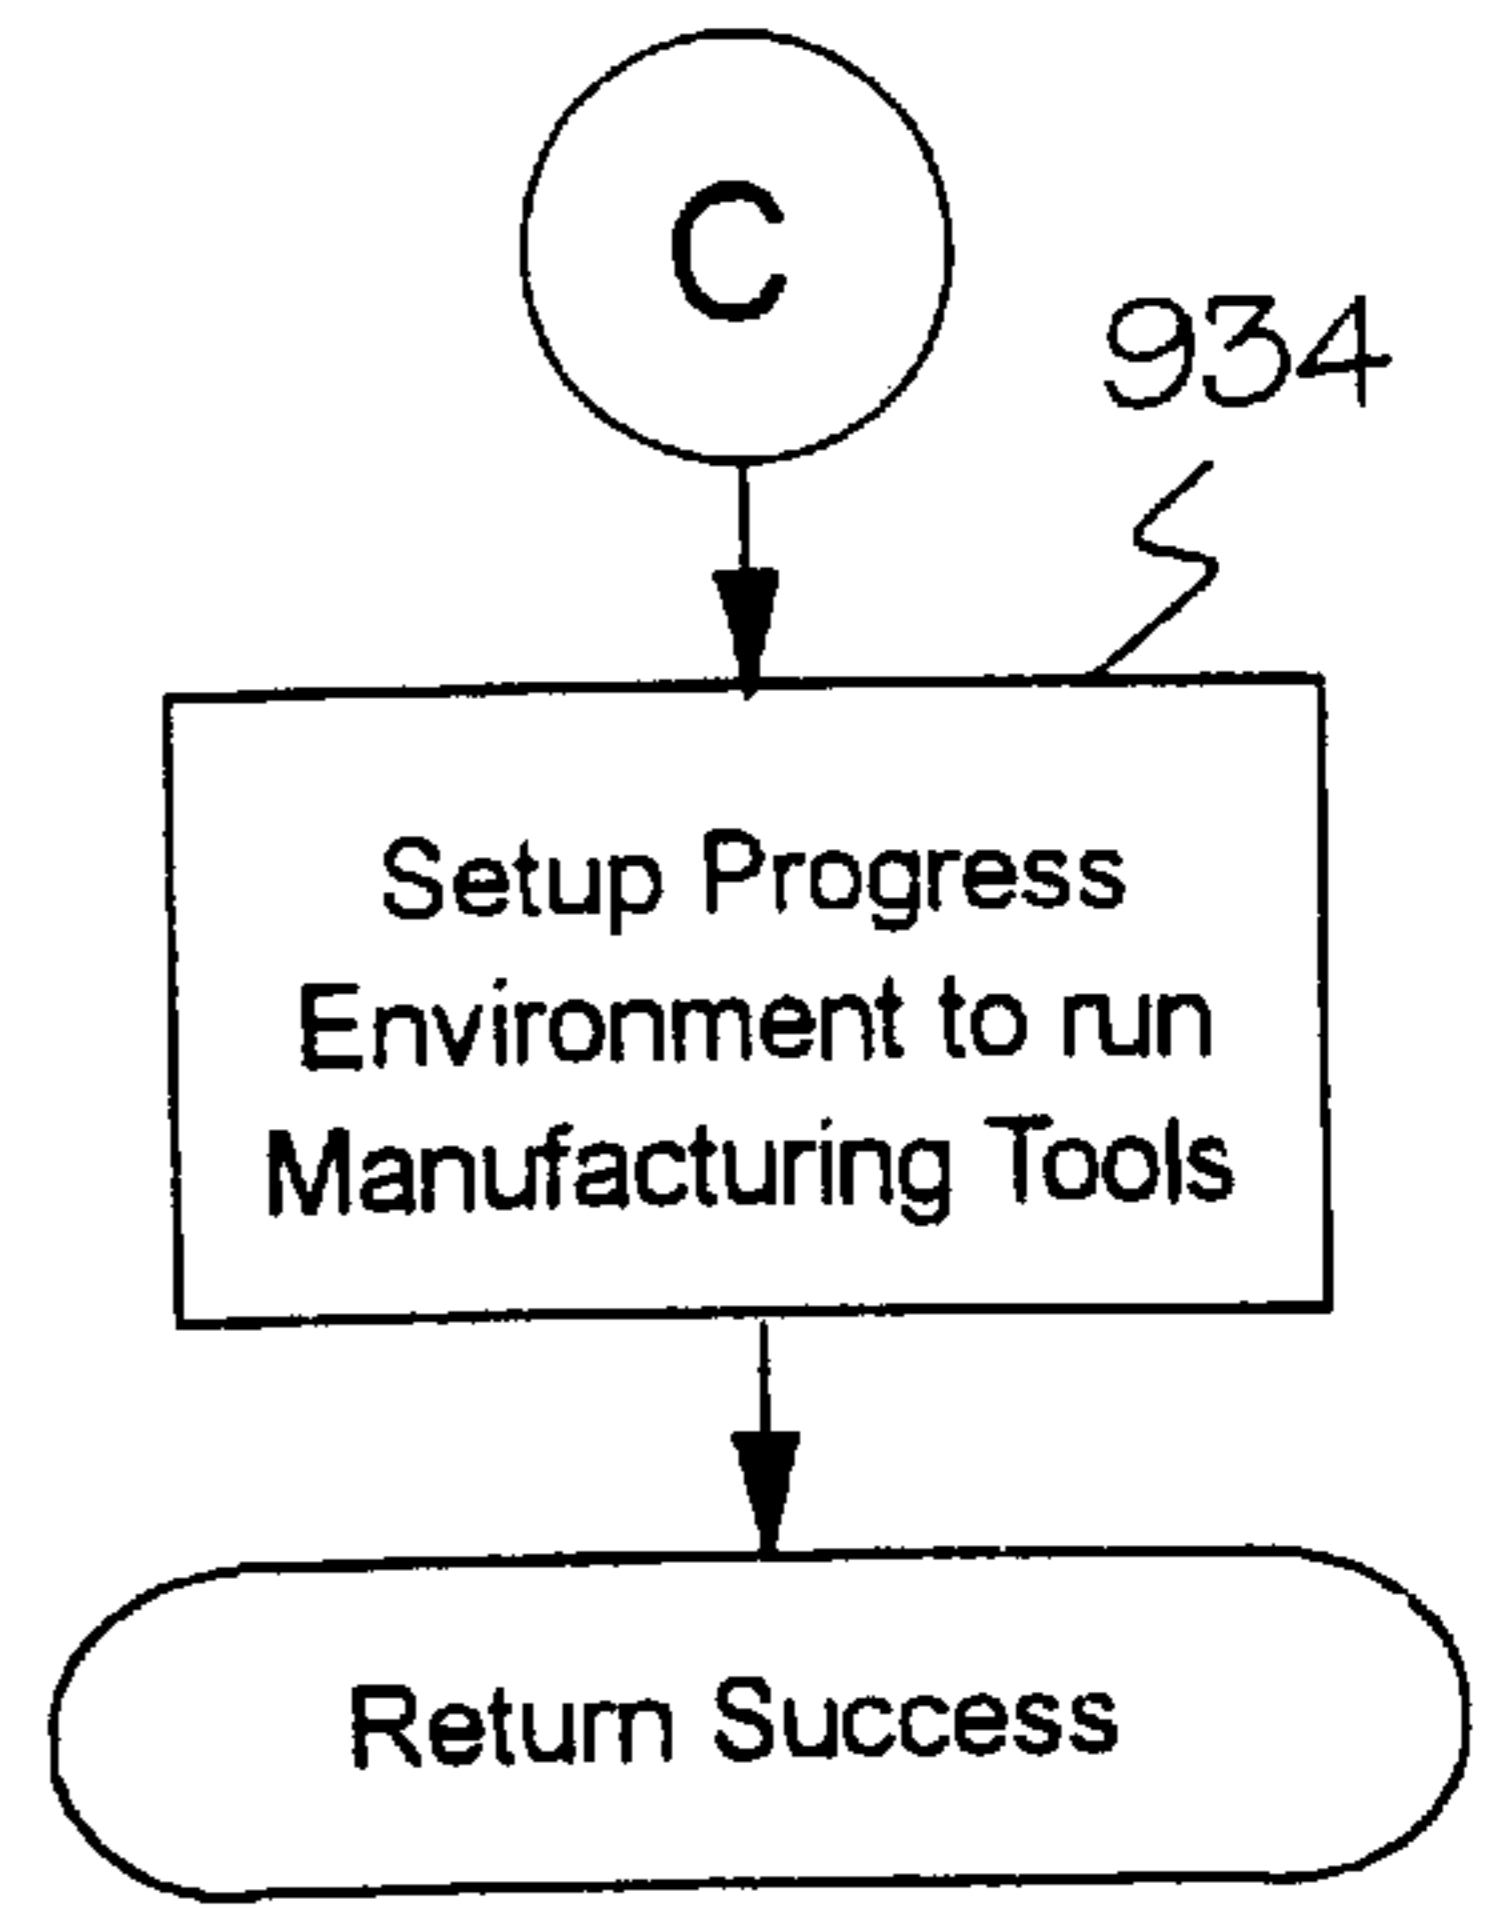 C
934
Setup Progress
Environment to run
Manufacturing Tools
Return Success